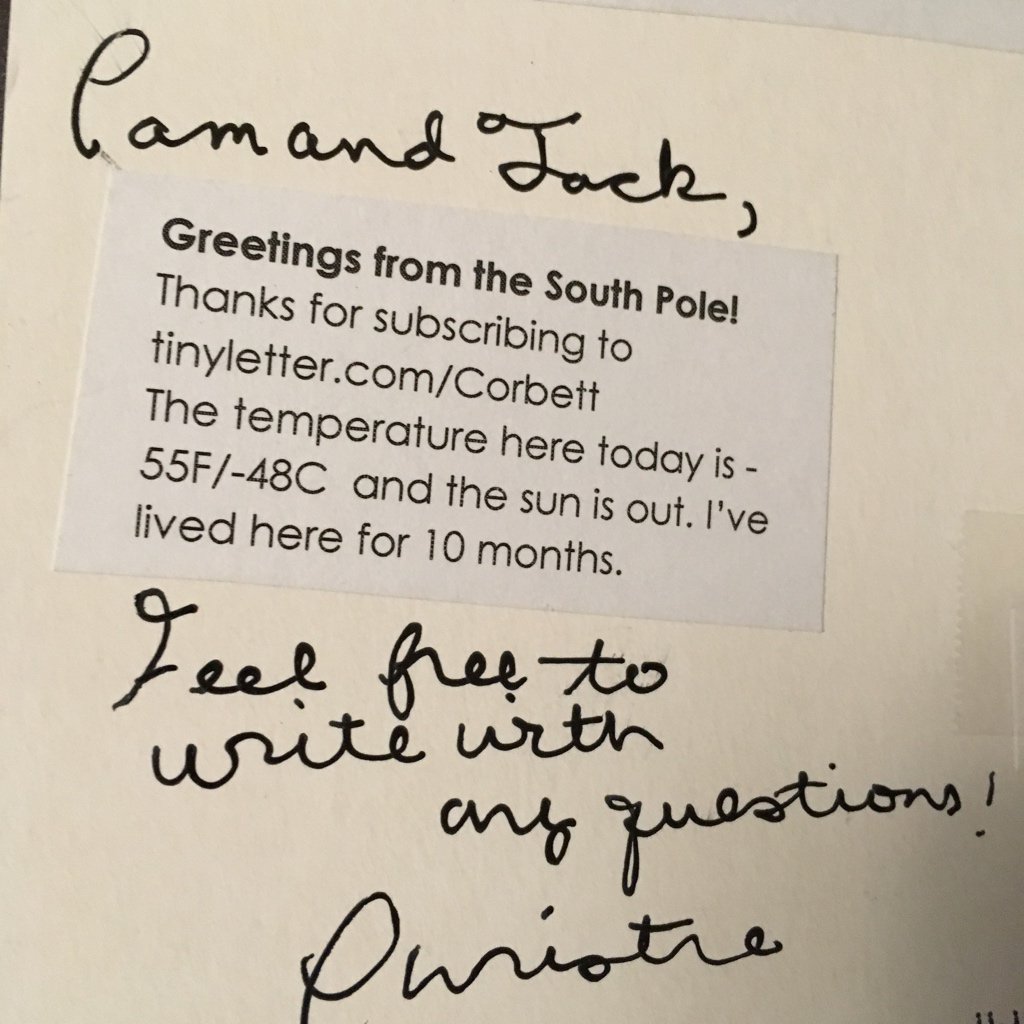 Pam and Jack,
Greetings from the South Pole!
Thanks for subscribing to
tinyletter.com/Corbett
The temperature here today is -
55F/-48C and the sun is out. I've
lived here for 10 months.
Feel free to
write with
any questions!
Christine